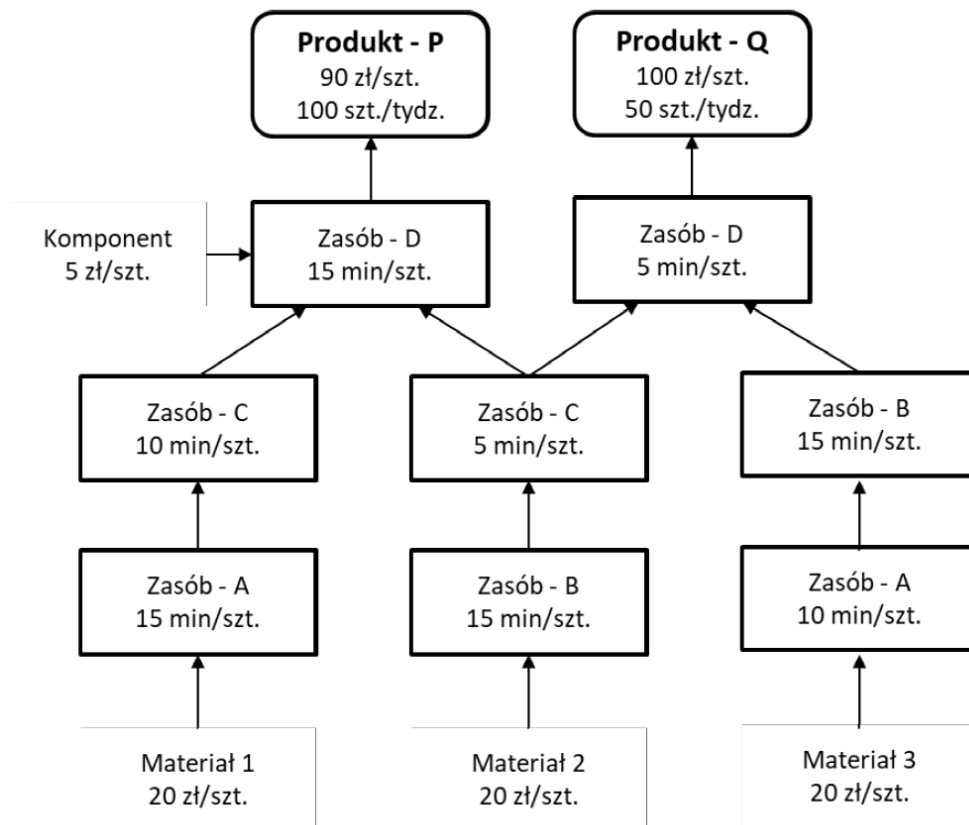 Produkt - P
90 zł/szt.
100 szt./tydz.
Produkt - Q
100 zł/szt.
50 szt./tydz.
Komponent
5 zł/szt.
Zasób - D
15 min/szt.
Zasób - D
5 min/szt.
Zasób - C
10 min/szt.
Zasób - C
5 min/szt.
Zasób - B
15 min/szt.
Zasób - A
15 min/szt.
Zasób - B
15 min/szt.
Zasób - A
10 min/szt.
Materiał 1
20 zł/szt.
Materiał 2
20 zł/szt.
Materiał 3
20 zł/szt.